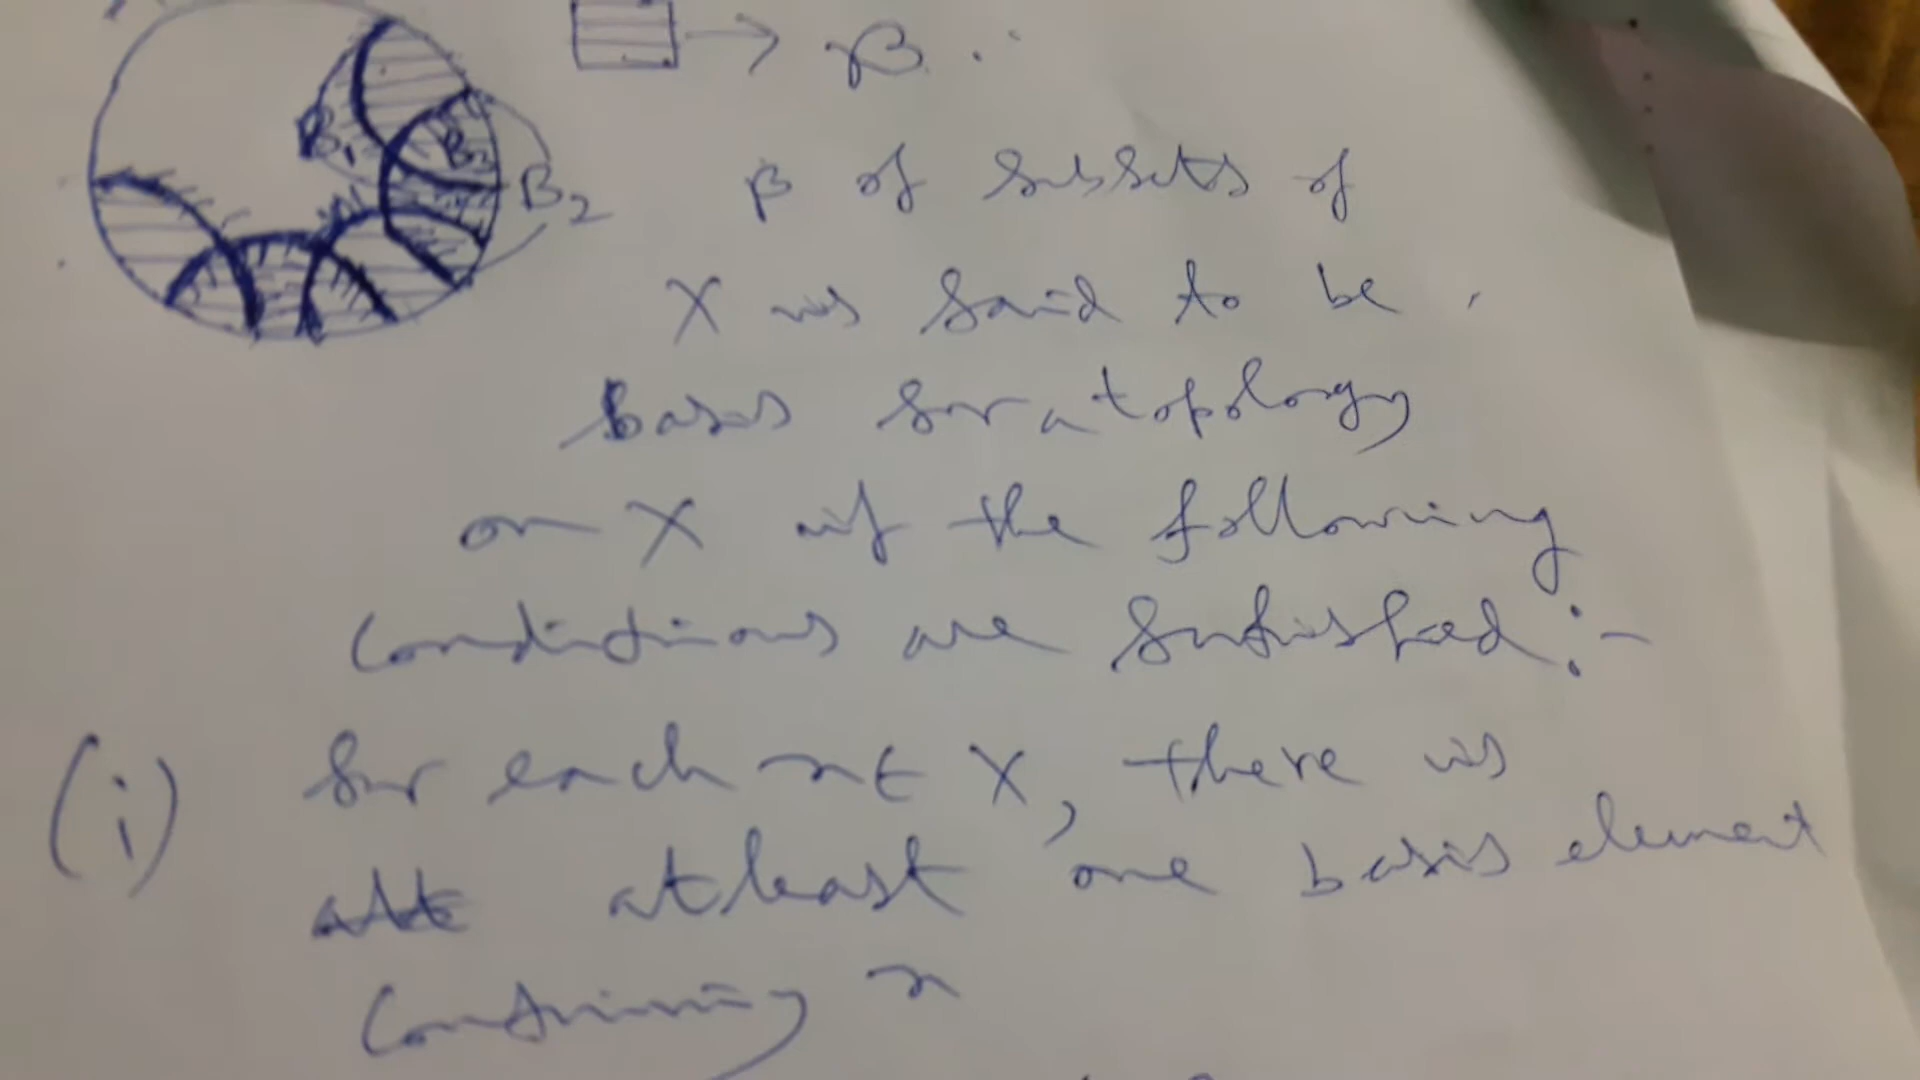 → β.
B₁
B₃
B₂
β of subsets of
X is said to be
basis for a topology
on X if the following
conditions are satisfied:-
(i) for each x ∈ X, there is
atleast one basis element
containing x